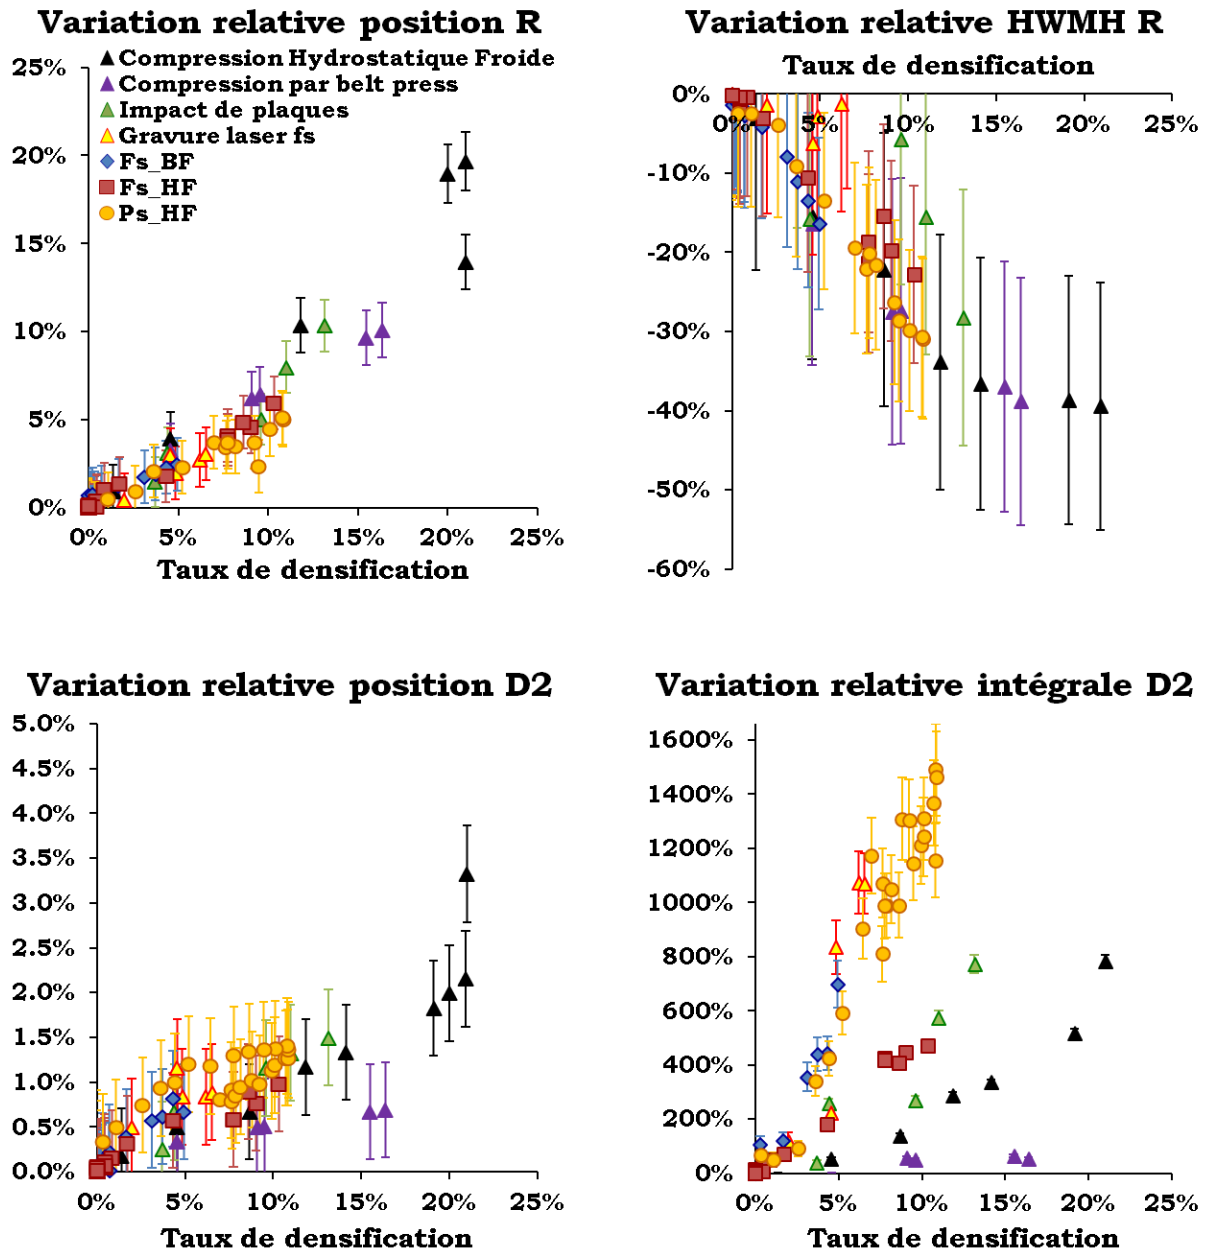 Variation relative position R
25%
20%
15%
10%
5%
0%
Compression Hydrostatique Froide
Compression par belt press
Impact de plaques
Gravure laser fs
Fs_BF
Fs_HF
Ps_HF
0% 5% 10% 15% 20% 25%
Taux de densification
Variation relative HWMH R
Taux de densification
0%
0% 5% 10% 15% 20% 25%
-10%
-20%
-30%
-40%
-50%
-60%
Variation relative position D2
5.0%
4.5%
4.0%
3.5%
3.0%
2.5%
2.0%
1.5%
1.0%
0.5%
0.0%
0% 5% 10% 15% 20% 25%
Taux de densification
Variation relative intégrale D2
1600%
1400%
1200%
1000%
800%
600%
400%
200%
0%
0% 5% 10% 15% 20% 25%
Taux de densification